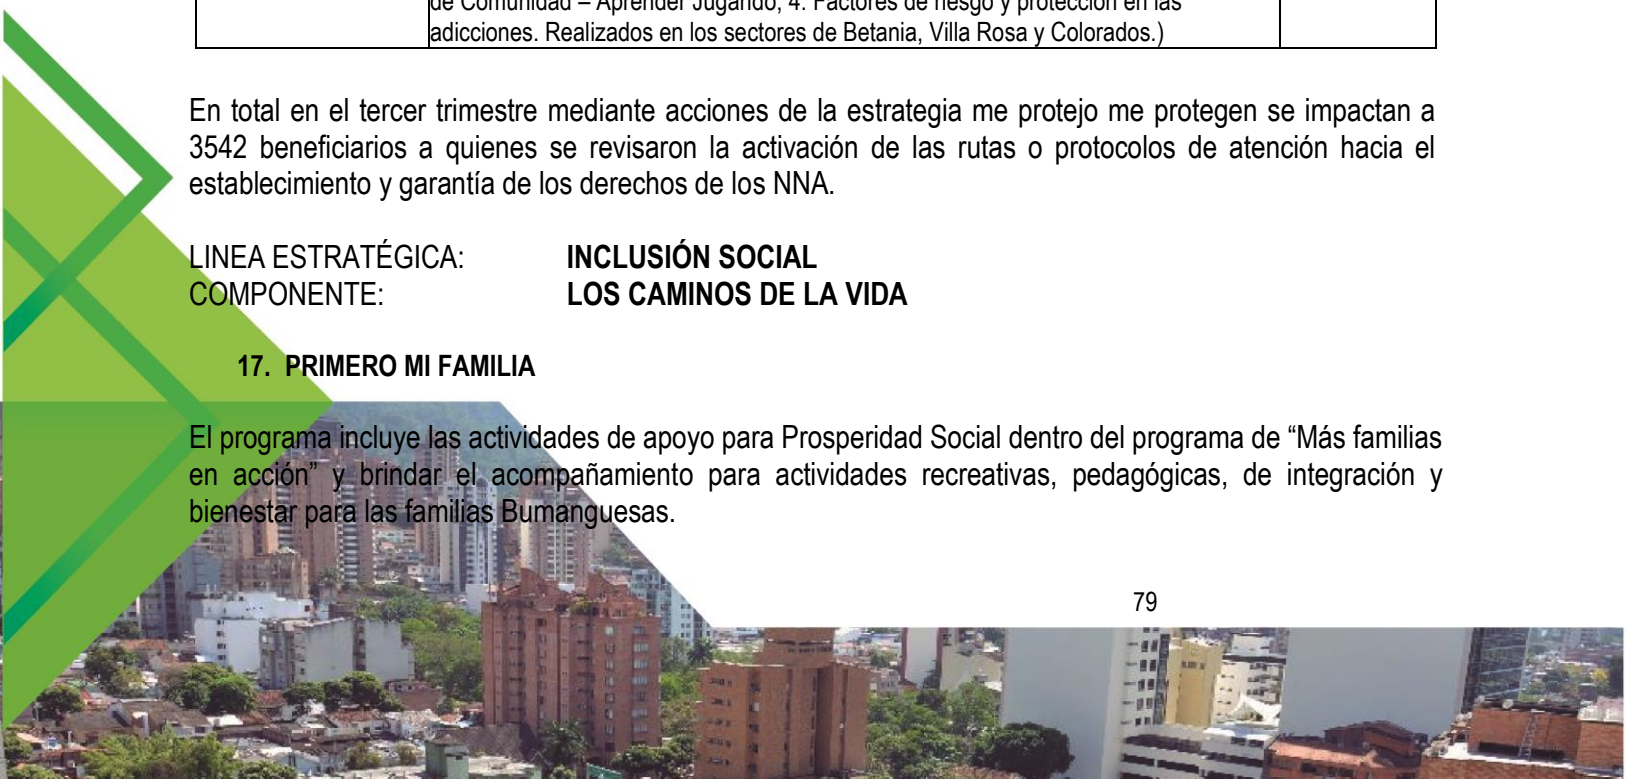 de Comunidad – Aprender Jugando, 4. Factores de riesgo y protección en las
adicciones. Realizados en los sectores de Betania, Villa Rosa y Colorados.)
En total en el tercer trimestre mediante acciones de la estrategia me protejo me protegen se impactan a
3542 beneficiarios a quienes se revisaron la activación de las rutas o protocolos de atención hacia el
establecimiento y garantía de los derechos de los NNA.
LINEA ESTRATÉGICA: INCLUSIÓN SOCIAL
COMPONENTE: LOS CAMINOS DE LA VIDA
17. PRIMERO MI FAMILIA
El programa incluye las actividades de apoyo para Prosperidad Social dentro del programa de “Más familias
en acción” y brindar el acompañamiento para actividades recreativas, pedagógicas, de integración y
bienestar para las familias Bumanguesas.
79